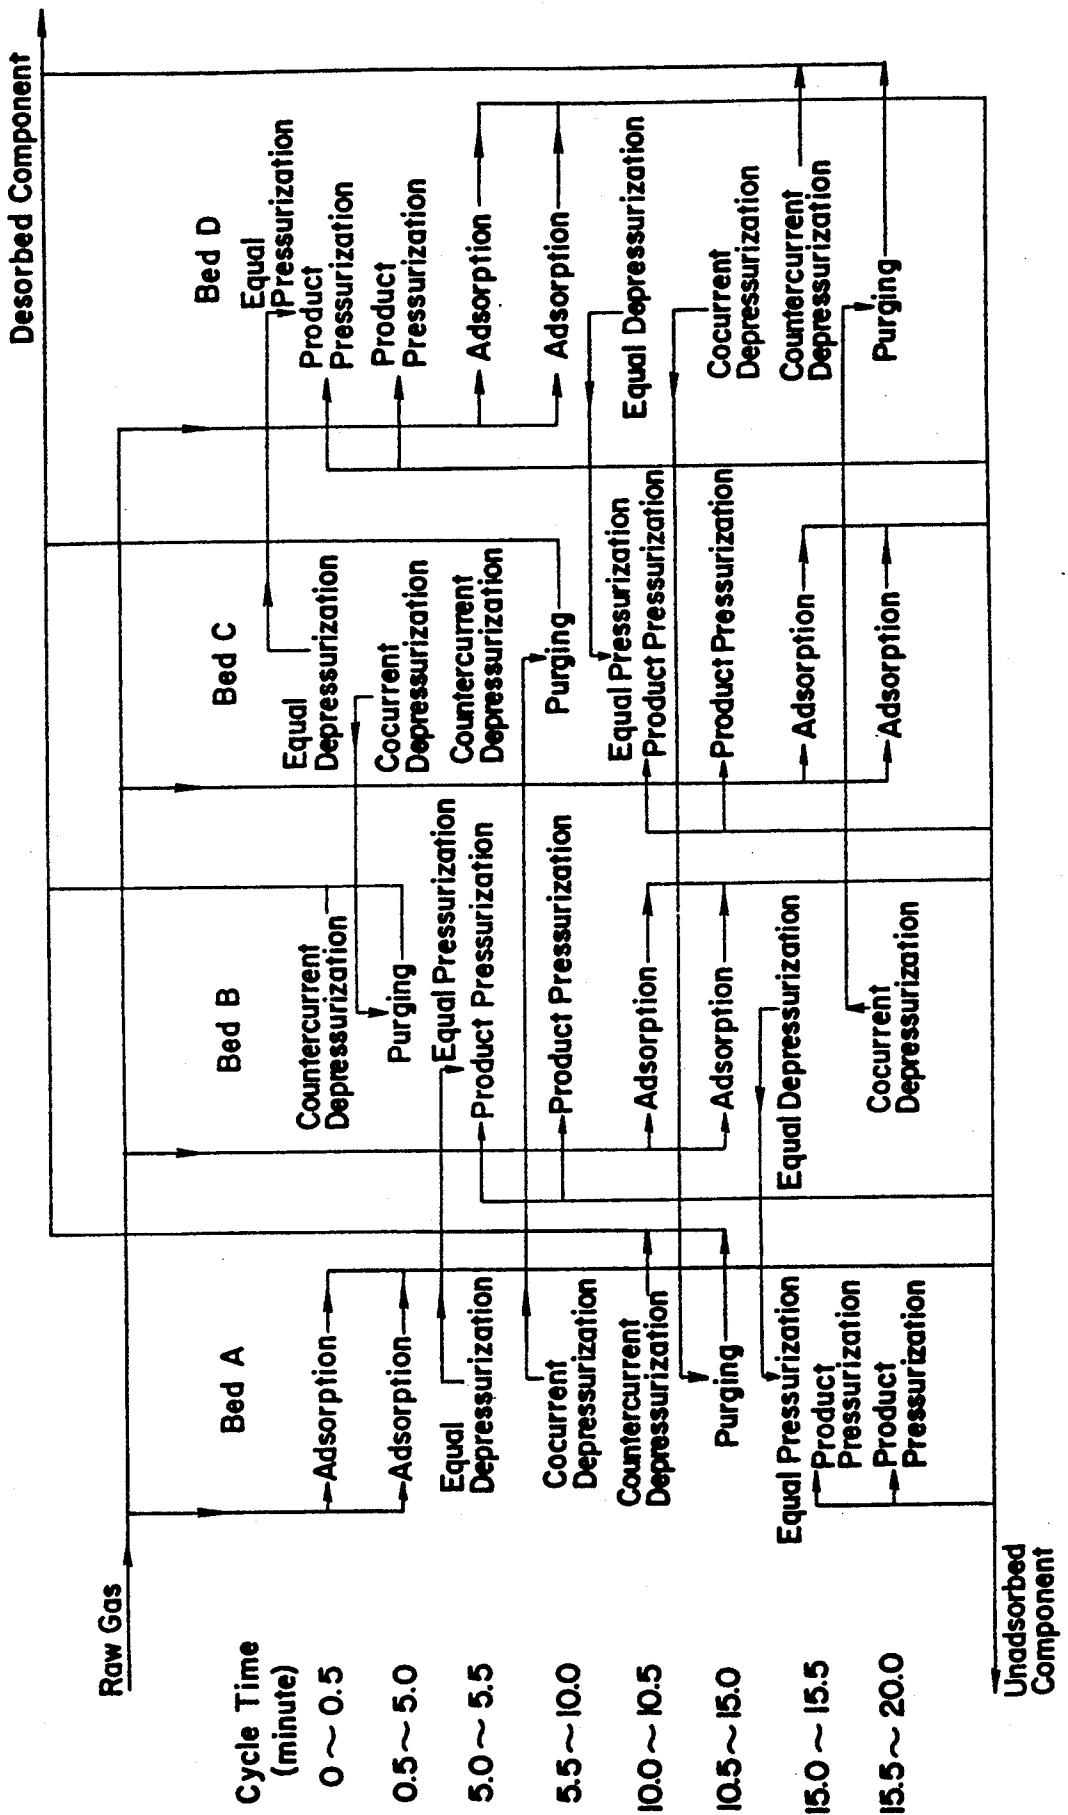 Desorbed Component
Raw Gas
Cycle Time
(minute)
Bed A
Bed B
Bed C
Bed D
0 ~ 0.5
Adsorption
Countercurrent
Depressurization
Equal
Depressurization
Equal
Pressurization
Product
Pressurization
0.5 ~ 5.0
Adsorption
Purging
Cocurrent
Depressurization
Product
Pressurization
5.0 ~ 5.5
Equal
Depressurization
Equal Pressurization
Product Pressurization
Countercurrent
Depressurization
Adsorption
5.5 ~ 10.0
Cocurrent
Depressurization
Product Pressurization
Purging
Adsorption
10.0 ~ 10.5
Countercurrent
Depressurization
Adsorption
Equal Pressurization
Product Pressurization
Equal Depressurization
10.5 ~ 15.0
Purging
Adsorption
Product Pressurization
Cocurrent
Depressurization
15.0 ~ 15.5
Equal Pressurization
Product
Pressurization
Equal Depressurization
Adsorption
Countercurrent
Depressurization
15.5 ~ 20.0
Product
Pressurization
Cocurrent
Depressurization
Adsorption
Purging
Unadsorbed
Component